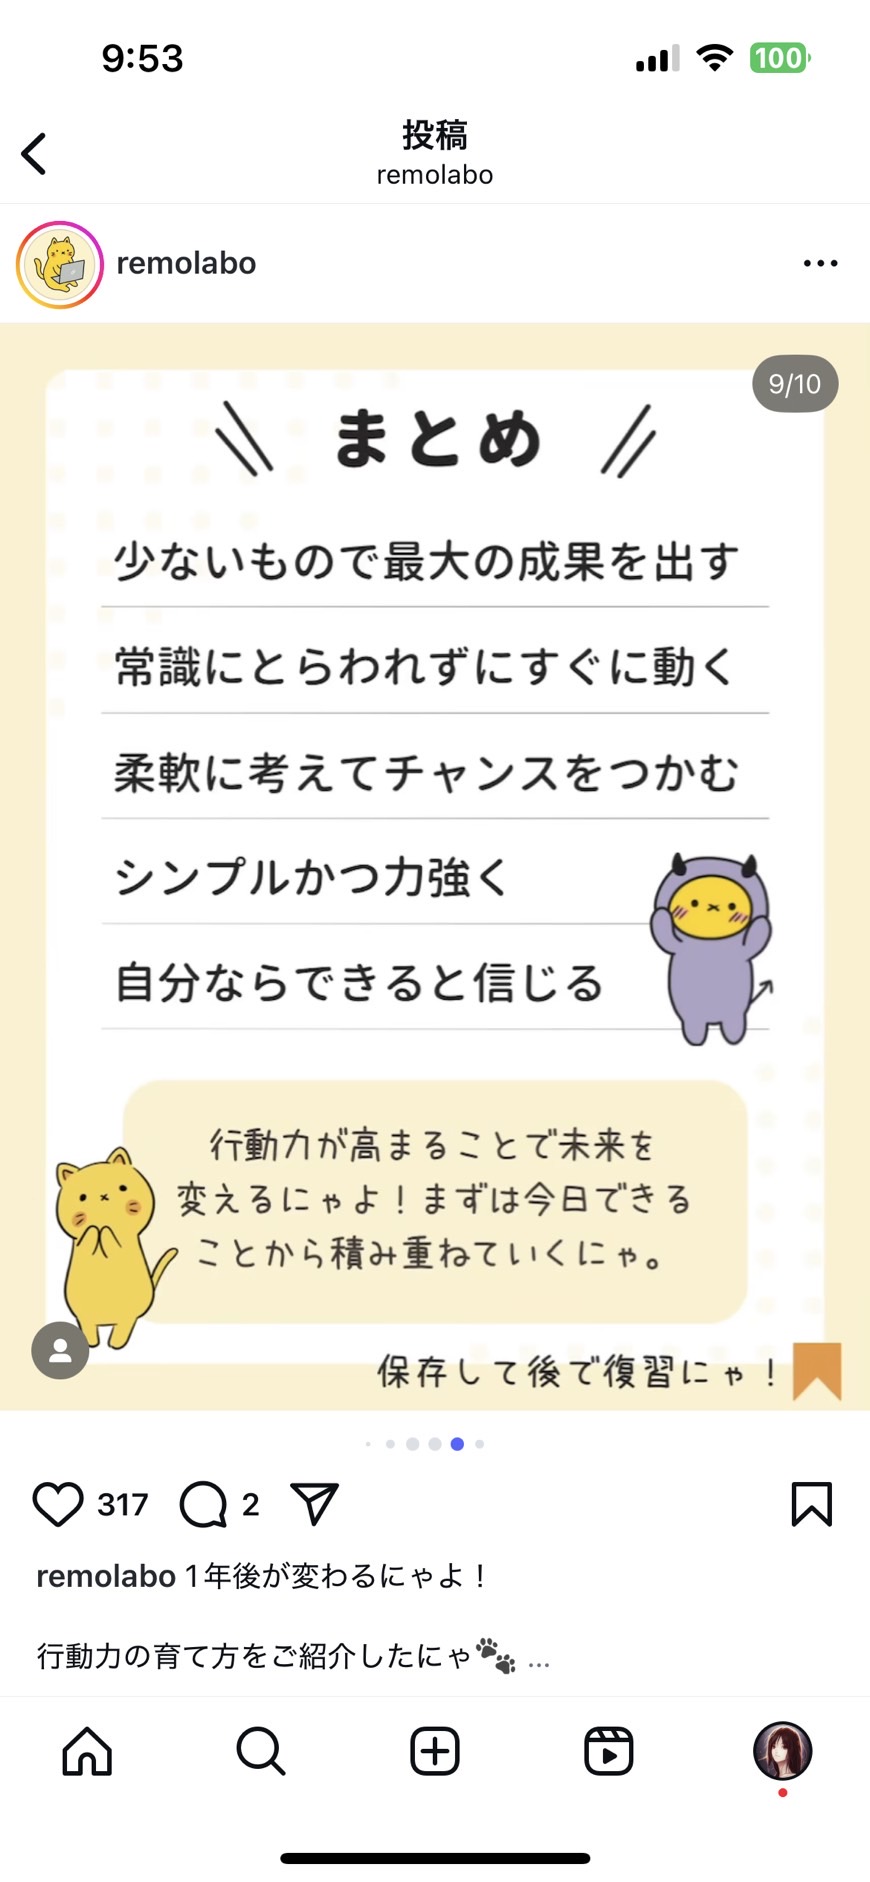 9:53
100
投稿
remolabo
remolabo
9/10
まとめ
少ないもので最大の成果を出す
常識にとらわれずにすぐに動く
柔軟に考えてチャンスをつかむ
シンプルかつ力強く
自分ならできると信じる
行動力が高まることで未来を
変えるにゃよ！まずは今日できる
ことから積み重ねていくにゃ。
保存して後で復習にゃ！
317 2
remolabo 1年後が変わるにゃよ！
行動力の育て方をご紹介したにゃ🐾 ...